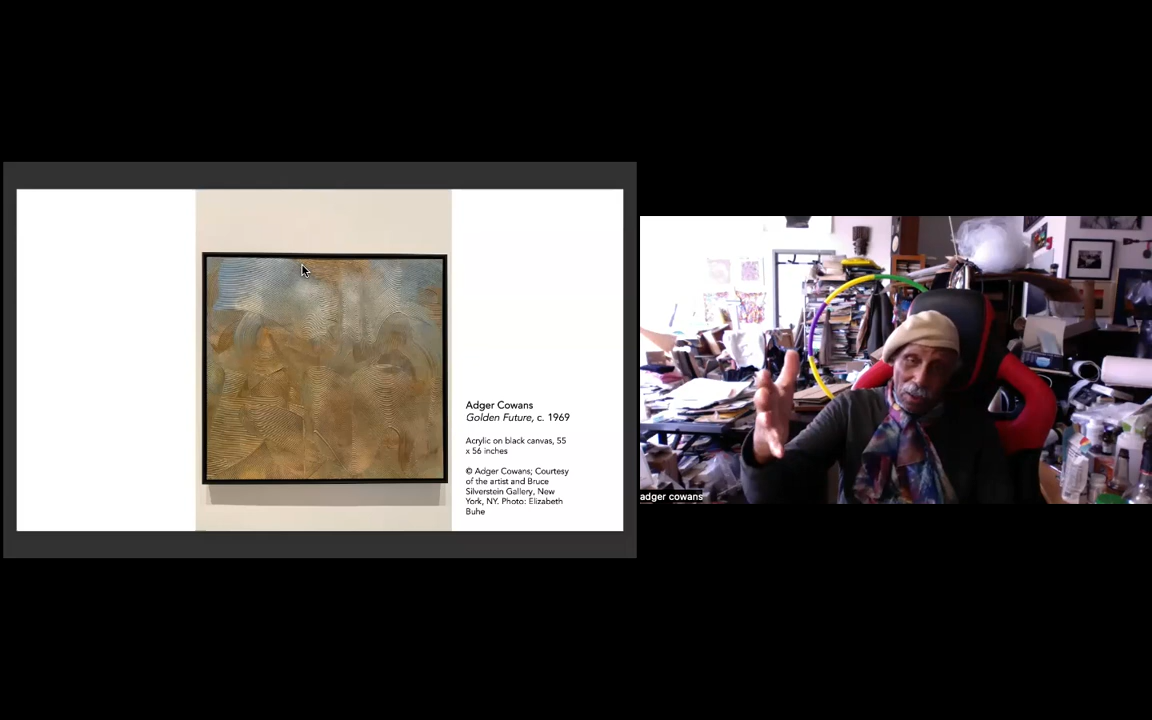 Adger Cowans
Golden Future, c. 1969
Acrylic on black canvas, 55
x 56 inches
© Adger Cowans; Courtesy
of the artist and Bruce
Silverstein Gallery, New
York, NY. Photo: Elizabeth
Buhe
adger cowans